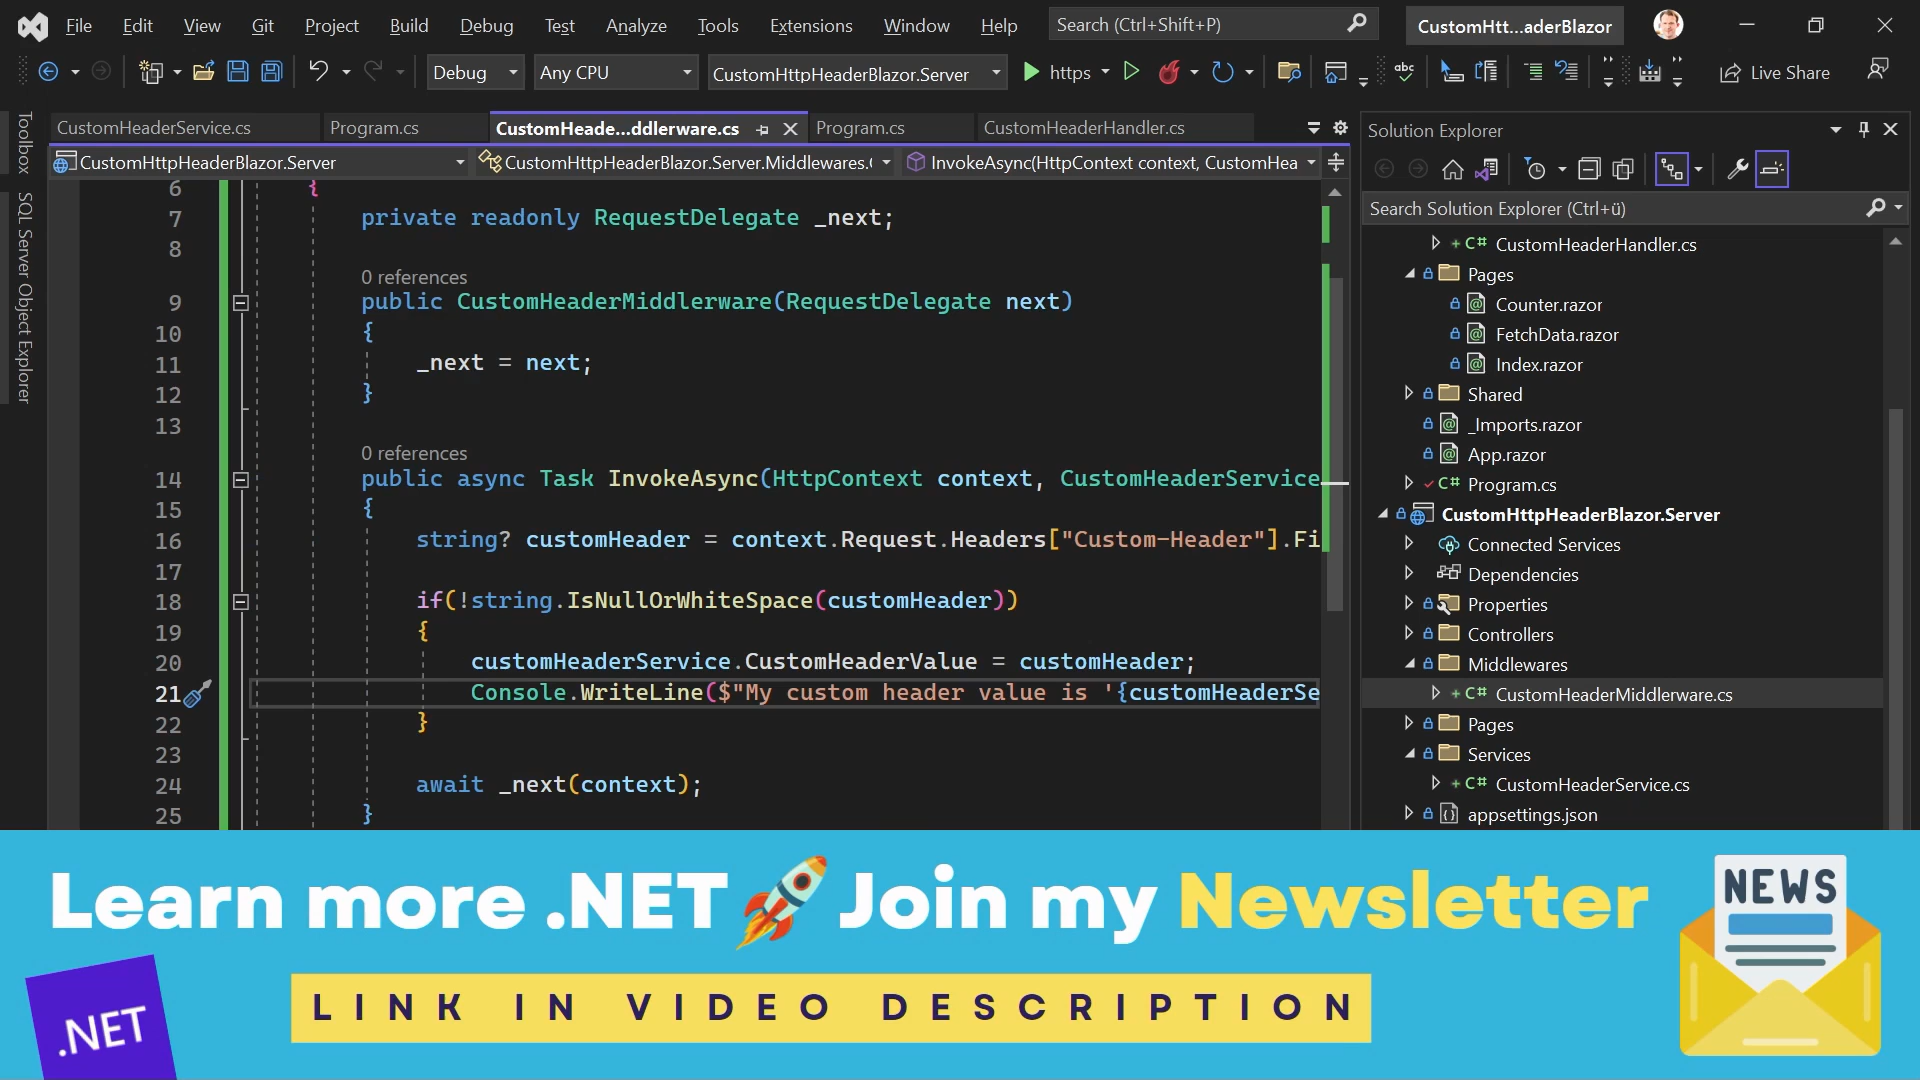 File Edit View Git Project Build Debug Test Analyze Tools Extensions Window Help Search (Ctrl+Shift+P) CustomHtt...aderBlazor
Debug Any CPU CustomHttpHeaderBlazor.Server https Live Share
CustomHeaderService.cs Program.cs CustomHeade...ddlerware.cs Program.cs CustomHeaderHandler.cs
CustomHttpHeaderBlazor.Server CustomHttpHeaderBlazor.Server.Middlewares.( InvokeAsync(HttpContext context, CustomHea
Toolbox
SQL Server Object Explorer
6 {
7 private readonly RequestDelegate _next;
8
0 references
9 public CustomHeaderMiddlerware(RequestDelegate next)
10 {
11 _next = next;
12 }
13
0 references
14 public async Task InvokeAsync(HttpContext context, CustomHeaderService
15 {
16 string? customHeader = context.Request.Headers["Custom-Header"].Fi
17
18 if(!string.IsNullOrWhiteSpace(customHeader))
19 {
20 customHeaderService.CustomHeaderValue = customHeader;
21 Console.WriteLine($"My custom header value is '{customHeaderSe
22 }
23
24 await _next(context);
25 }
Solution Explorer
Search Solution Explorer (Ctrl+ü)
C# CustomHeaderHandler.cs
Pages
Counter.razor
FetchData.razor
Index.razor
Shared
_Imports.razor
App.razor
C# Program.cs
CustomHttpHeaderBlazor.Server
Connected Services
Dependencies
Properties
Controllers
Middlewares
C# CustomHeaderMiddlerware.cs
Pages
Services
C# CustomHeaderService.cs
appsettings.json
Learn more .NET Join my Newsletter
LINK IN VIDEO DESCRIPTION
.NET
NEWS